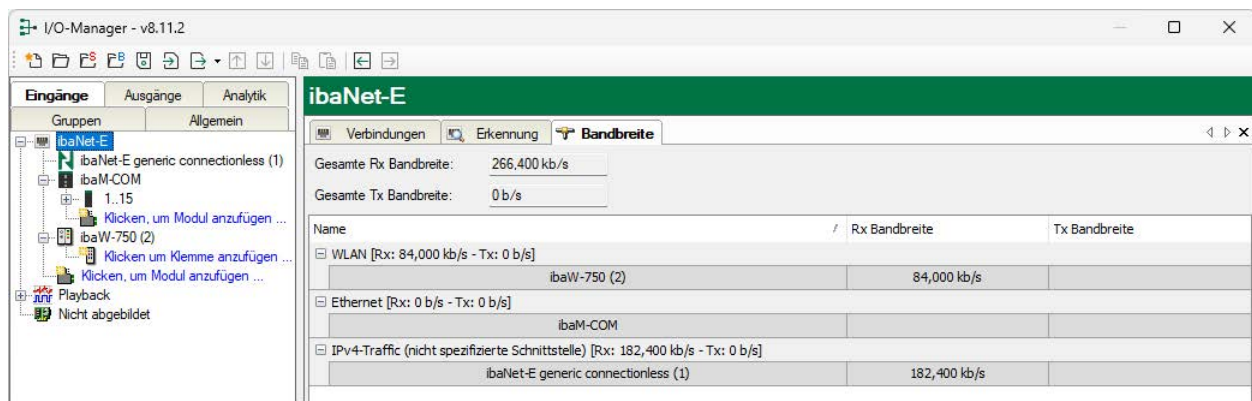 I/O-Manager - v8.11.2
Eingänge Ausgänge Analytik
Gruppen Allgemein
ibaNet-E
ibaNet-E generic connectionless (1)
ibaM-COM
1..15
Klicken, um Modul anzufügen ...
ibaW-750 (2)
Klicken um Klemme anzufügen ...
Klicken, um Modul anzufügen ...
Playback
Nicht abgebildet
ibaNet-E
Verbindungen Erkennung Bandbreite
Gesamte Rx Bandbreite: 266,400 kb/s
Gesamte Tx Bandbreite: 0 b/s
Name / Rx Bandbreite Tx Bandbreite
WLAN [Rx: 84,000 kb/s - Tx: 0 b/s]
ibaW-750 (2) 84,000 kb/s
Ethernet [Rx: 0 b/s - Tx: 0 b/s]
ibaM-COM
IPv4-Traffic (nicht spezifizierte Schnittstelle) [Rx: 182,400 kb/s - Tx: 0 b/s]
ibaNet-E generic connectionless (1) 182,400 kb/s